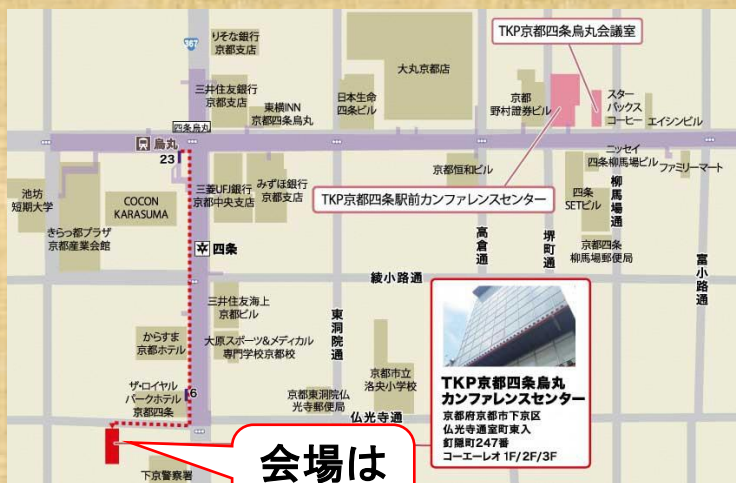 367
りそな銀行
京都支店
TKP京都四条烏丸会議室
大丸京都店
三井住友銀行
京都支店
日本生命
四条ビル
京都
野村證券ビル
スター
バックス
コーヒー
エイシンビル
東横INN
京都四条烏丸
四条烏丸
烏丸
23
ニッセイ
四条柳馬場ビル
ファミリーマート
京都恒和ビル
三菱UFJ銀行
京都中央支店
みずほ銀行
京都支店
池坊
短期大学
COCON
KARASUMA
TKP京都四条駅前カンファレンスセンター
四条
SETビル
柳馬場通
きらっ都プラザ
京都産業会館
四条
高倉通
堺町通
京都四条
柳馬場郵便局
富小路通
綾小路通
三井住友海上
京都ビル
東洞院通
からすま
京都ホテル
大原スポーツ&メディカル
専門学校京都校
京都市立
洛央小学校
TKP京都四条烏丸
カンファレンスセンター
京都府京都市下京区
仏光寺通室町東入
釘隠町247番
コーエーレオ 1F/2F/3F
ザ・ロイヤル
パークホテル
京都四条
6
京都東洞院仏
光寺郵便局
仏光寺通
下京警察署
会場は